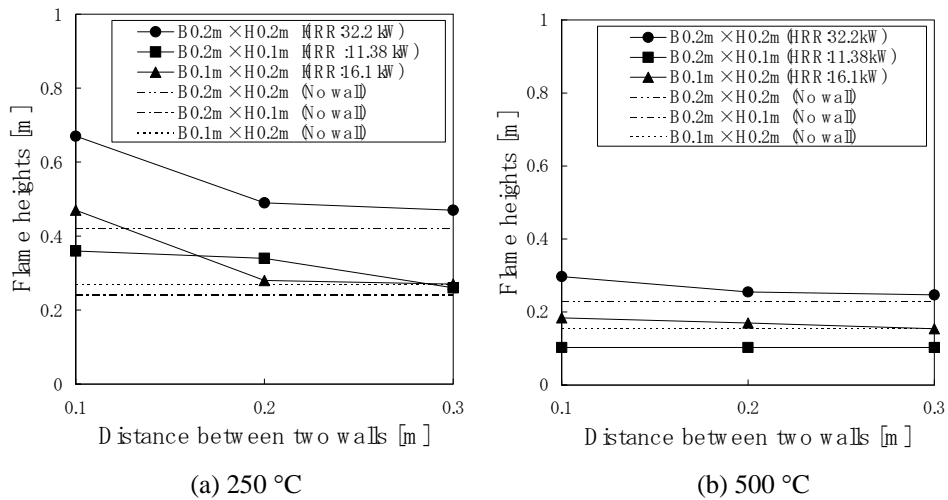 1
0.8
0.6
0.4
0.2
0
Flame heights [m]
B0.2m×H0.2m (HRR:32.2 kW)
B0.2m×H0.1m (HRR :11.38 kW)
B0.1m×H0.2m (HRR:16.1 kW)
B0.2m×H0.2m (No wall)
B0.2m×H0.1m (No wall)
B0.1m×H0.2m (No wall)
0.1 0.2 0.3
Distance between two walls [m]
(a) 250 °C
1
0.8
0.6
0.4
0.2
0
Flame heights [m]
B0.2m×H0.2m (HRR:32.2kW)
B0.2m×H0.1m (HRR:11.38kW)
B0.1m×H0.2m (HRR:16.1kW)
B0.2m×H0.2m (No wall)
B0.2m×H0.1m (No wall)
B0.1m×H0.2m (No wall)
0.1 0.2 0.3
Distance between two walls [m]
(b) 500 °C